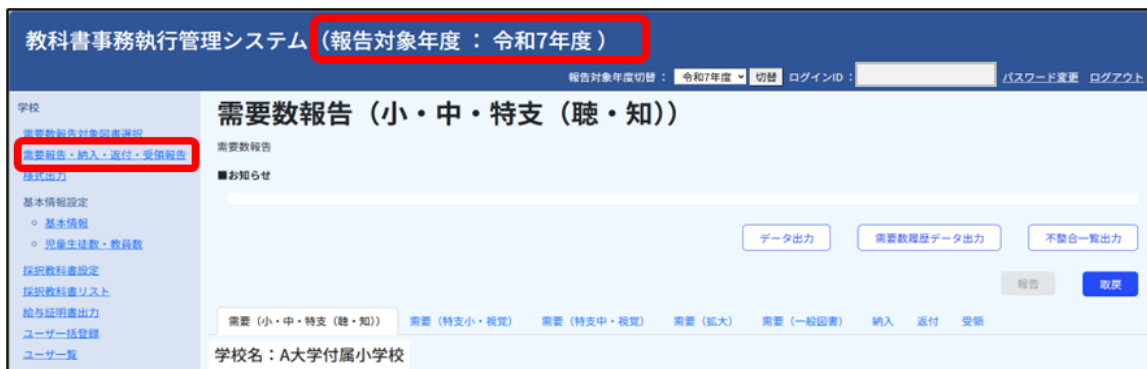 教科書事務執行管理システム（報告対象年度 ： 令和7年度 ）
報告対象年度切替 ： 令和7年度 切替 ログインID ： パスワード変更 ログアウト
学校
需要数報告対象図書選択
需要報告・納入・返付・受領報告
様式出力
基本情報設定
基本情報
児童生徒数・教員数
採択教科書設定
採択教科書リスト
給与証明書出力
ユーザー括登録
ユーザー覧
需要数報告（小・中・特支（聴・知））
需要数報告
■お知らせ
データ出力 需要数履歴データ出力 不整合一覧出力
報告 取戻
需要（小・中・特支（聴・知）） 需要（特支小・視覚） 需要（特支中・視覚） 需要（拡大） 需要（一般図書） 納入 返付 受領
学校名：A大学付属小学校